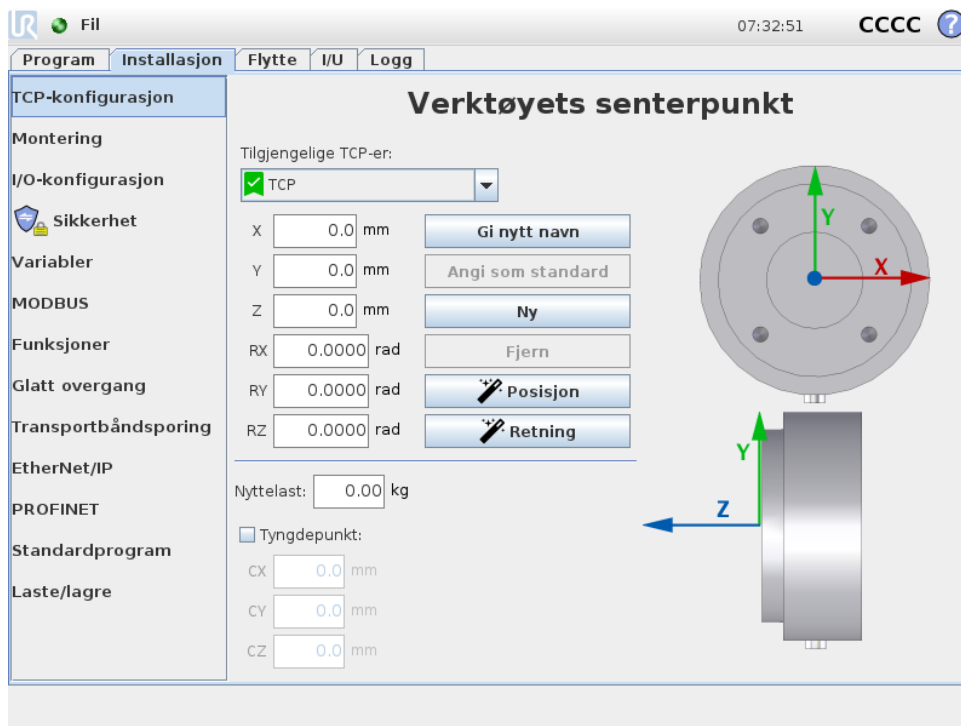 UR Fil 07:32:51 CCCC ?
Program Installasjon Flytte I/U Logg
TCP-konfigurasjon
Montering
I/O-konfigurasjon
Sikkerhet
Variabler
MODBUS
Funksjoner
Glatt overgang
Transportbåndsporing
EtherNet/IP
PROFINET
Standardprogram
Laste/lagre
Verktøyets senterpunkt
Tilgjengelige TCP-er:
TCP
X 0.0 mm Gi nytt navn
Y 0.0 mm Angi som standard
Z 0.0 mm Ny
RX 0.0000 rad Fjern
RY 0.0000 rad Posisjon
RZ 0.0000 rad Retning
Nyttelast: 0.00 kg
Tyngdepunkt:
CX 0.0 mm
CY 0.0 mm
CZ 0.0 mm
Y
X
Y
Z